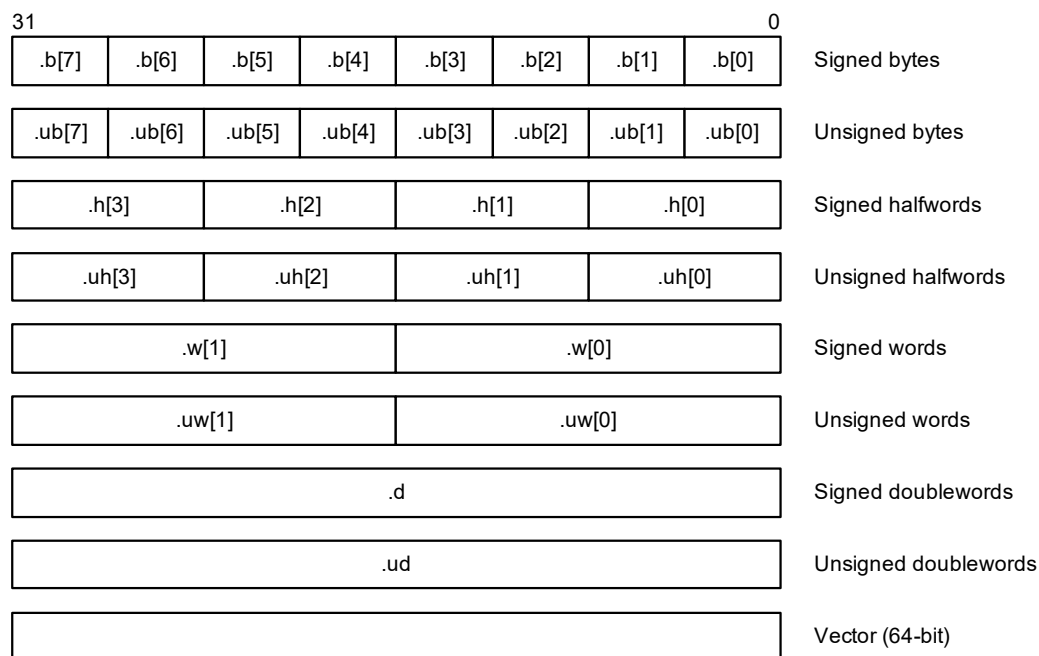 31 0
.b[7] .b[6] .b[5] .b[4] .b[3] .b[2] .b[1] .b[0] Signed bytes
.ub[7] .ub[6] .ub[5] .ub[4] .ub[3] .ub[2] .ub[1] .ub[0] Unsigned bytes
.h[3] .h[2] .h[1] .h[0] Signed halfwords
.uh[3] .uh[2] .uh[1] .uh[0] Unsigned halfwords
.w[1] .w[0] Signed words
.uw[1] .uw[0] Unsigned words
.d Signed doublewords
.ud Unsigned doublewords
Vector (64-bit)